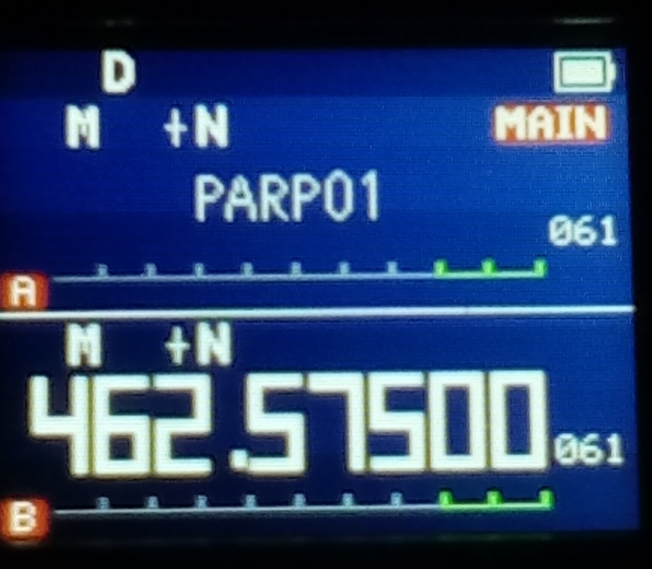 D
M +N MAIN
PARP01
061
A
M +N
462.57500 061
B